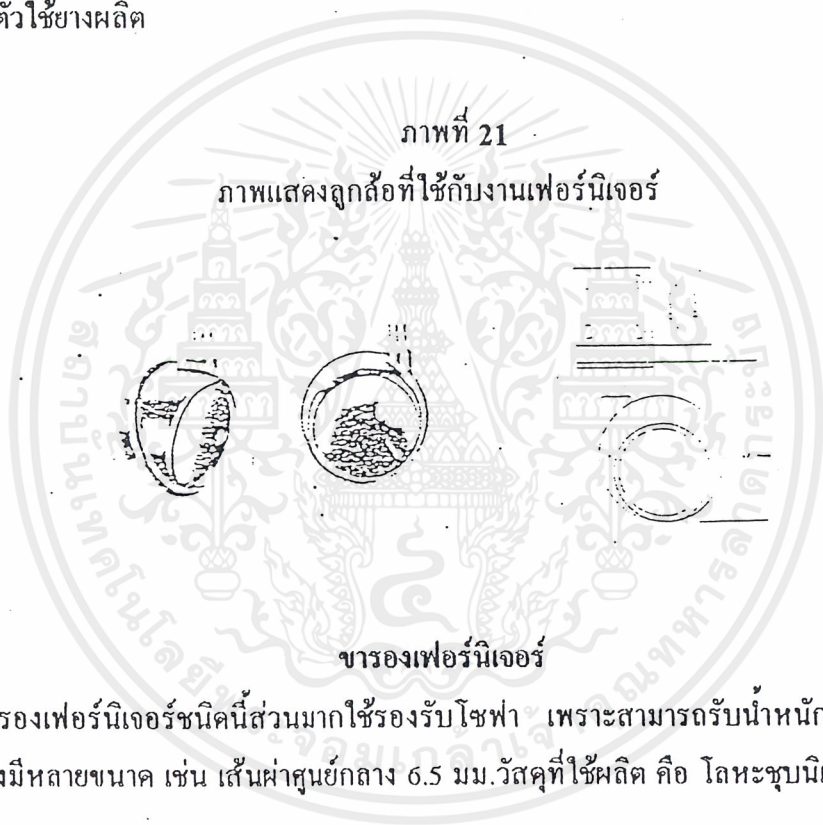 ตัวใช้ยางผลิต
ภาพที่ 21
ภาพแสดงลูกล้อที่ใช้กับงานเฟอร์นิเจอร์
ขารองเฟอร์นิเจอร์
รองเฟอร์นิเจอร์ชนิดนี้ส่วนมากใช้รองรับโซฟา เพราะสามารถรับน้ำหนัก
งมีหลายขนาด เช่น เส้นผ่าศูนย์กลาง 6.5 มม.วัสดุที่ใช้ผลิต คือ โลหะชุบนิ